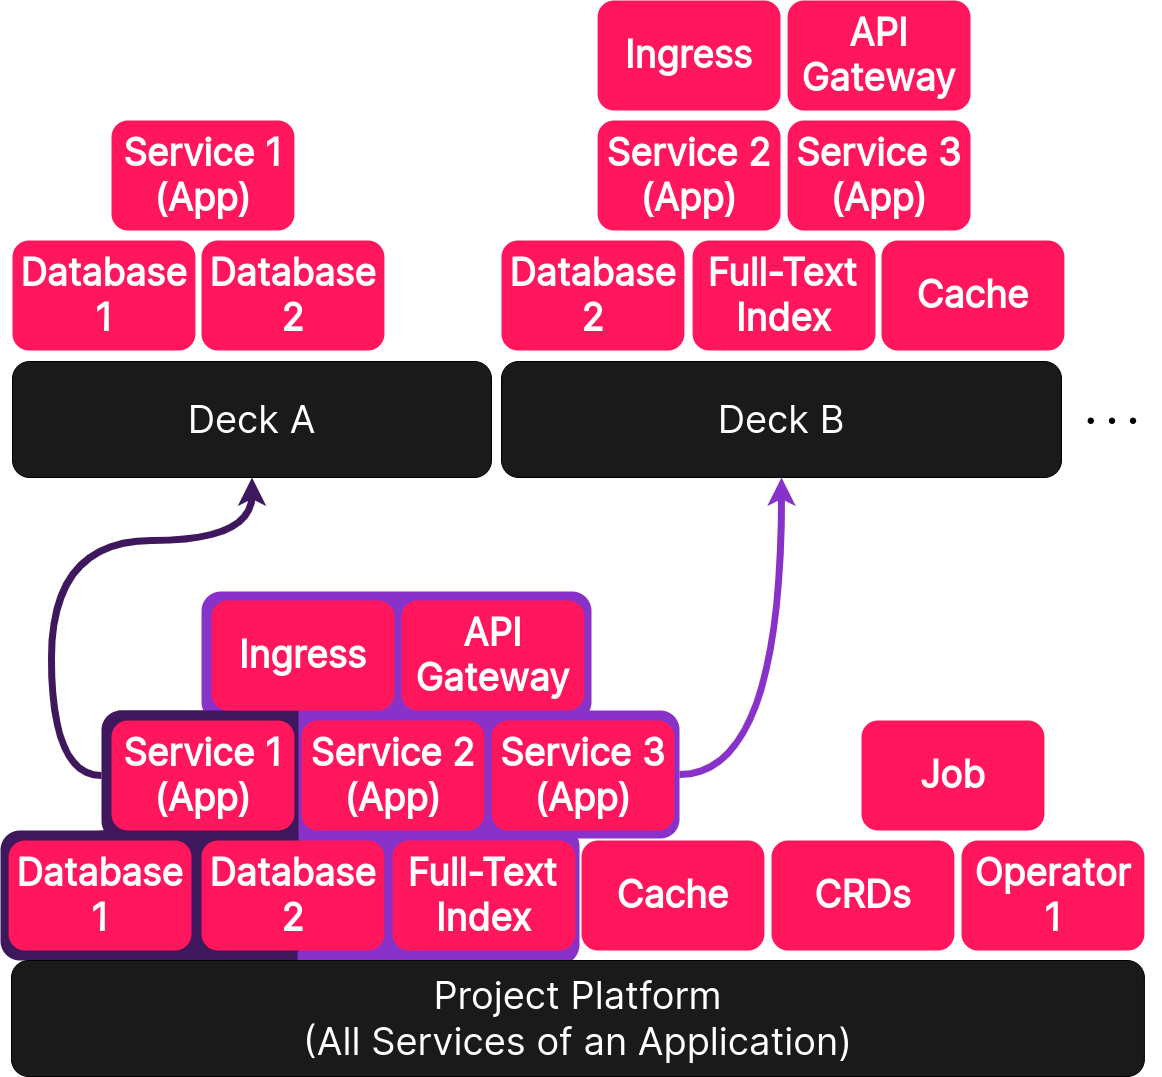 Ingress
API
Gateway
Service 1
(App)
Service 2
(App)
Service 3
(App)
Database
1
Database
2
Database
2
Full-Text
Index
Cache
Deck A
Deck B
...
Ingress
API
Gateway
Service 1
(App)
Service 2
(App)
Service 3
(App)
Job
Database
1
Database
2
Full-Text
Index
Cache
CRDs
Operator
1
Project Platform
(All Services of an Application)